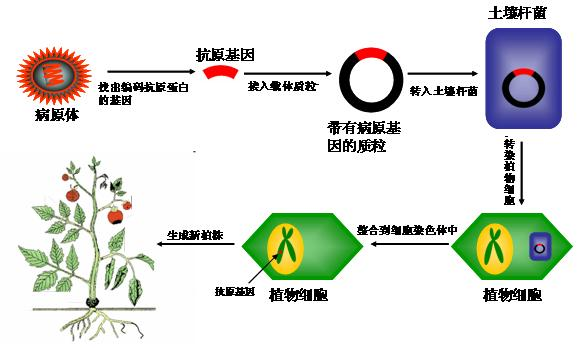 土壤杆菌
抗原基因
找出编码抗原蛋白
的基因
接入载体质粒
转入土壤杆菌
病原体
带有病原基
因的质粒
转染植物细胞
生成新植株
整合到细胞染色体中
抗原基因
植物细胞
植物细胞